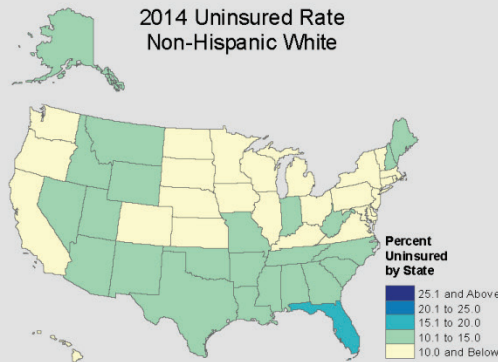 2014 Uninsured Rate
Non-Hispanic White
Percent
Uninsured
by State
25.1 and Above
20.1 to 25.0
15.1 to 20.0
10.1 to 15.0
10.0 and Below